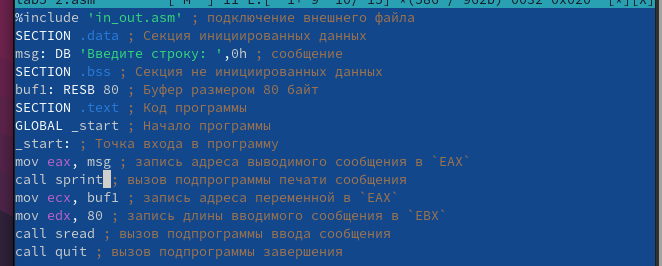 lab5-2.asm [-M--] 11 L:[ 1+ 9 10/ 15] *(386 / 902b) 0032 0x020 [*][X]
%include 'in_out.asm' ; подключение внешнего файла
SECTION .data ; Секция инициированных данных
msg: DB 'Введите строку: ',0h ; сообщение
SECTION .bss ; Секция не инициированных данных
buf1: RESB 80 ; Буфер размером 80 байт
SECTION .text ; Код программы
GLOBAL _start ; Начало программы
_start: ; Точка входа в программу
mov eax, msg ; запись адреса выводимого сообщения в `EAX`
call sprint ; вызов подпрограммы печати сообщения
mov ecx, buf1 ; запись адреса переменной в `EAX`
mov edx, 80 ; запись длины вводимого сообщения в `EBX`
call sread ; вызов подпрограммы ввода сообщения
call quit ; вызов подпрограммы завершения